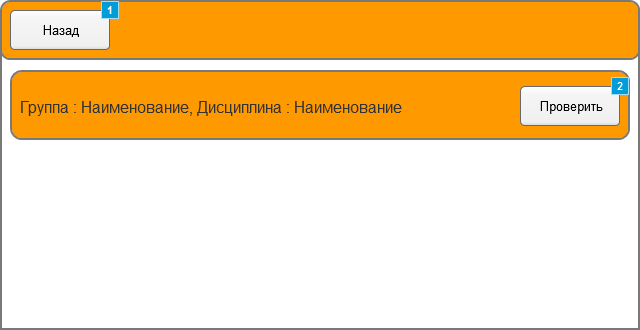 1
Назад
2
Группа : Наименование, Дисциплина : Наименование
Проверить